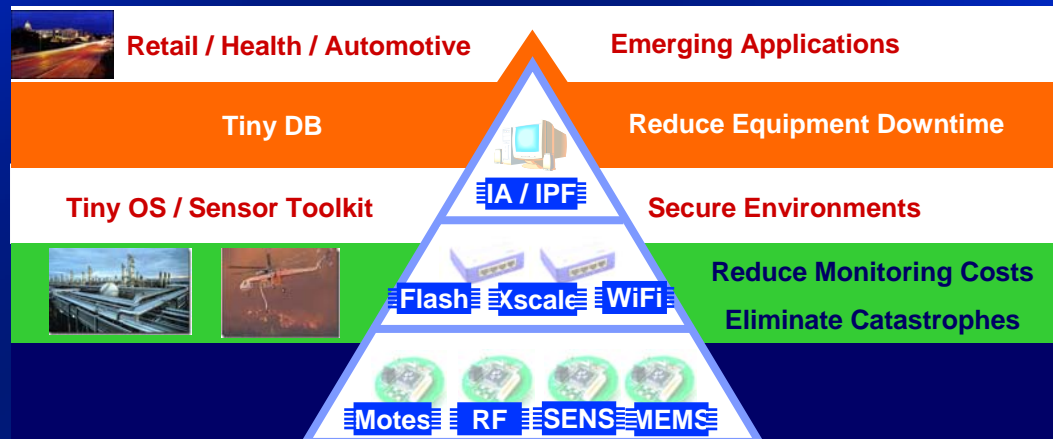 Retail / Health / Automotive
Emerging Applications
Tiny DB
Reduce Equipment Downtime
IA / IPF
Tiny OS / Sensor Toolkit
Secure Environments
Flash
Xscale
WiFi
Reduce Monitoring Costs
Eliminate Catastrophes
Motes
RF
SENS
MEMS